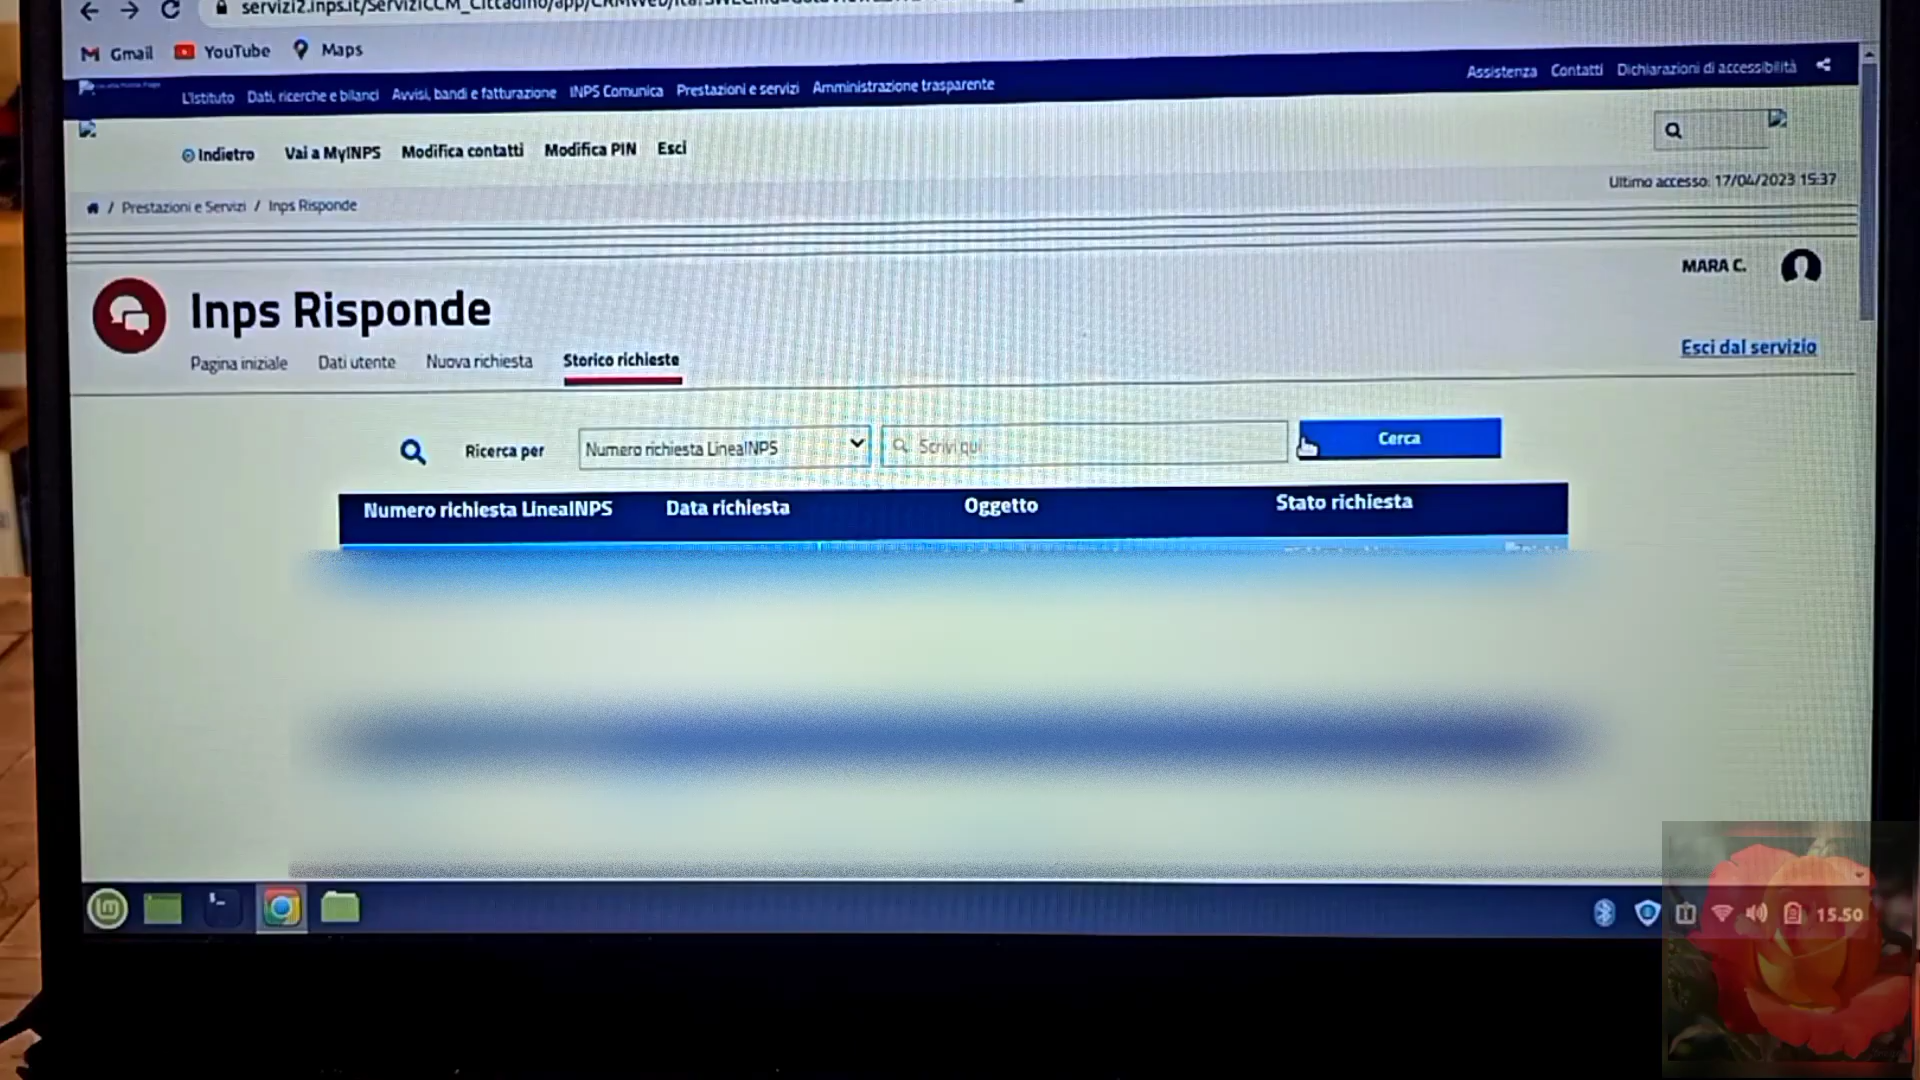 Gmail YouTube Maps
L'Istituto Dati, ricerche e bilanci Avvisi, bandi e fatturazione INPS Comunica Prestazioni e servizi Amministrazione trasparente Assistenza Contatti Dichiarazioni di accessibilità
Indietro Vai a MyINPS Modifica contatti Modifica PIN Esci
Ultimo accesso: 17/04/2023 15:37
/ Prestazioni e Servizi / Inps Risponde
MARA C.
Inps Risponde
Esci dal servizio
Pagina iniziale Dati utente Nuova richiesta Storico richieste
Ricerca per Numero richiesta LineaINPS Scrivi qui Cerca
Numero richiesta LineaINPS Data richiesta Oggetto Stato richiesta
15.50